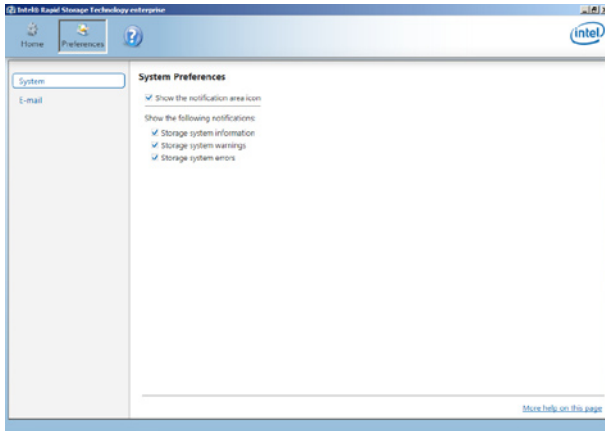 Intel® Rapid Storage Technology enterprise
Home
Preferences
intel
System
E-mail
System Preferences
Show the notification area icon
Show the following notifications:
Storage system information
Storage system warnings
Storage system errors
More help on this page